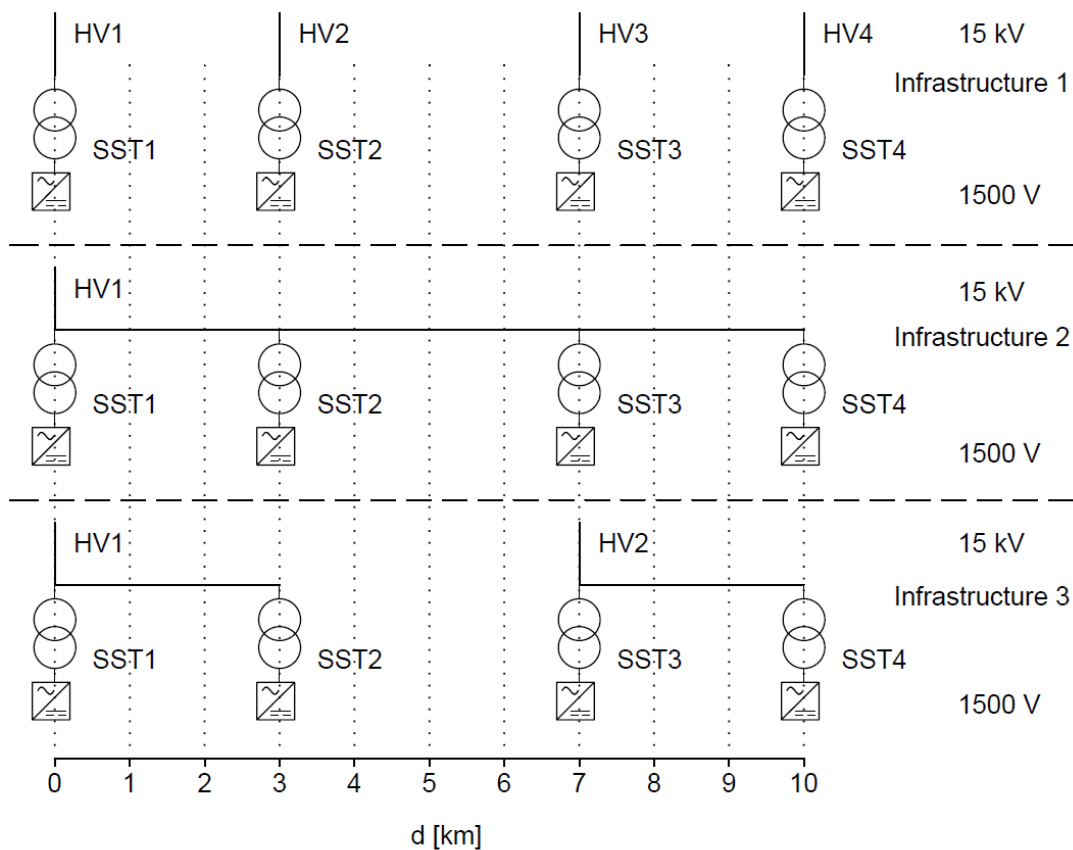 HV1 HV2 HV3 HV4 15 kV
Infrastructure 1
SST1 SST2 SST3 SST4
1500 V
HV1 15 kV
Infrastructure 2
SST1 SST2 SST3 SST4
1500 V
HV1 HV2 15 kV
Infrastructure 3
SST1 SST2 SST3 SST4
1500 V
0 1 2 3 4 5 6 7 8 9 10
d [km]